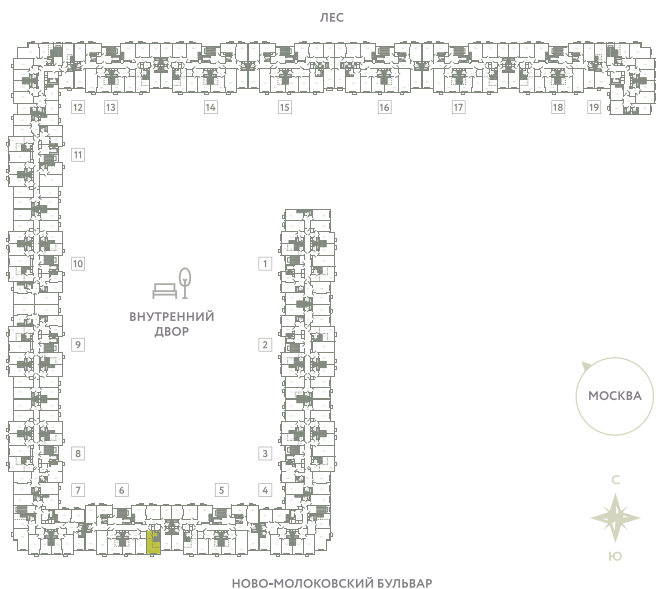 ЛЕС
12 13 14 15 16 17 18 19
11
10 1
ВНУТРЕННИЙ
ДВОР
9 2
МОСКВА
8 3
7 6 5 4
С
Ю
НОВО-МОЛОКОВСКИЙ БУЛЬВАР